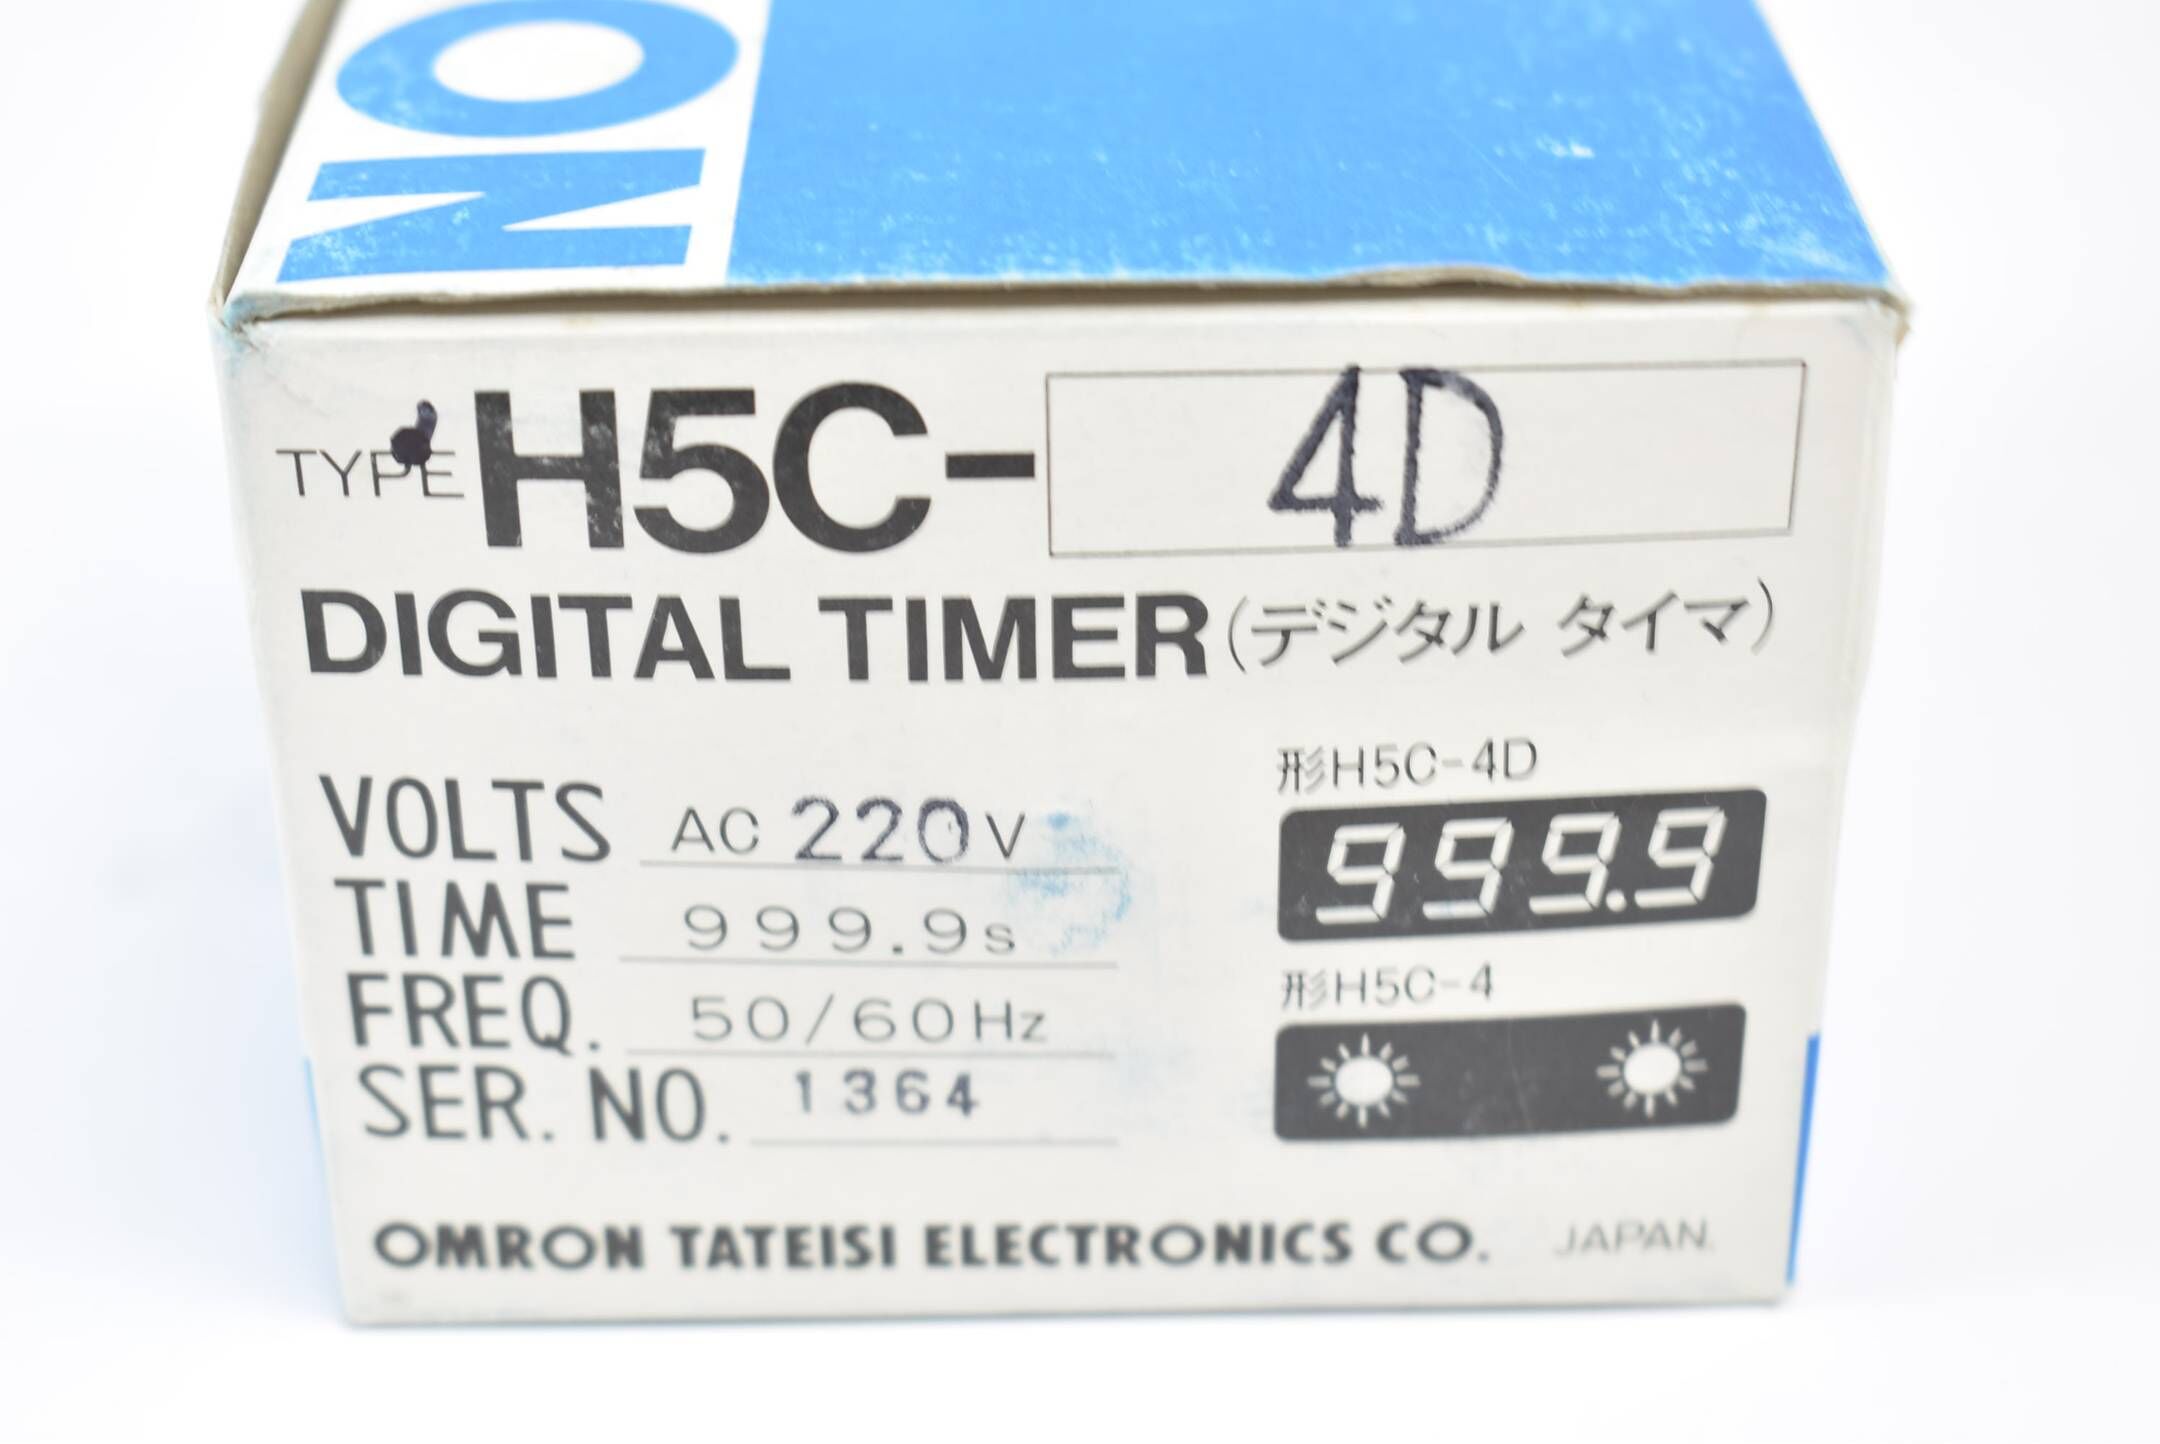 ON
TYPE H5C-4D
DIGITAL TIMER (デジタル タイマ)
VOLTS AC 220 V
TIME 999.9s
FREQ. 50/60Hz
SER. NO. 1364
形H5C-4D
999.9
形H5C-4
OMRON TATEISI ELECTRONICS CO. JAPAN.